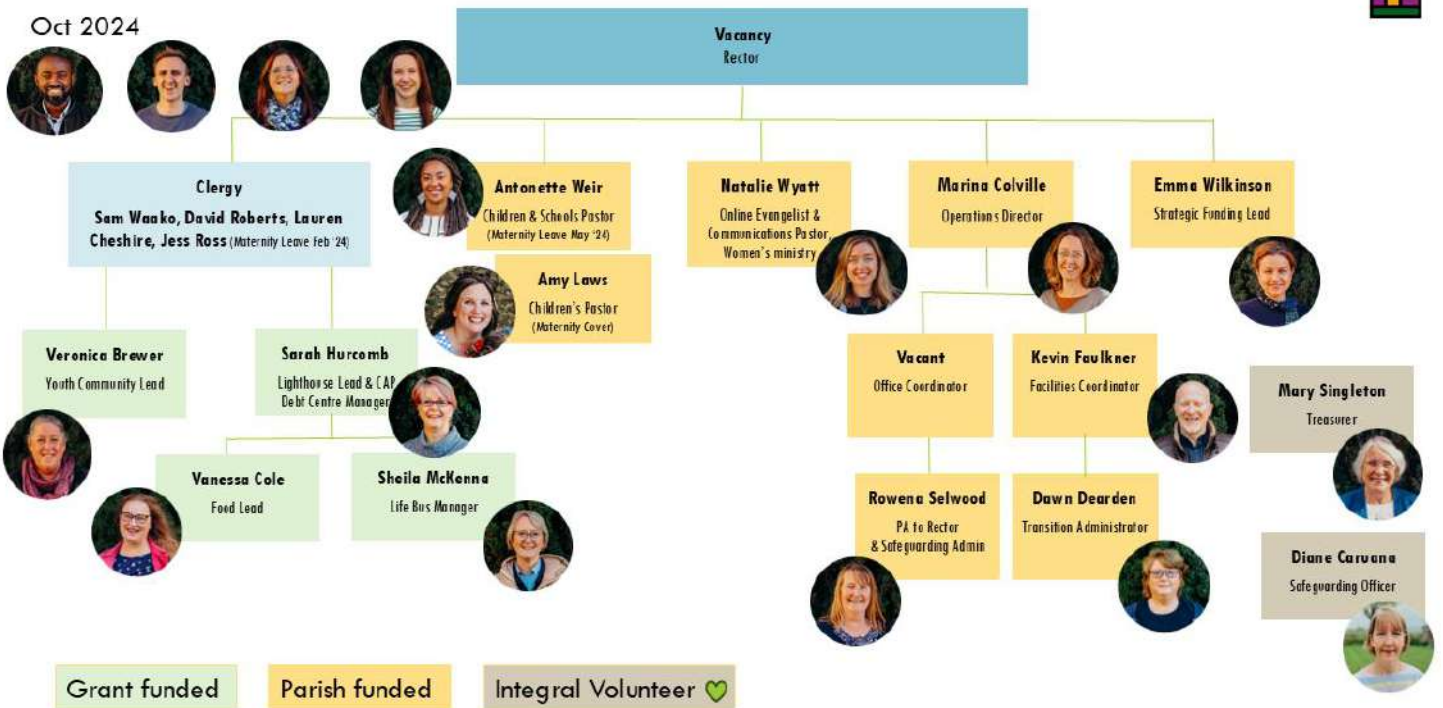 Oct 2024
Vacancy
Rector
Clergy
Sam Waako, David Roberts, Lauren
Cheshire, Jess Ross (Maternity Leave Feb '24)
Antonette Weir
Children & Schools Pastor
(Maternity Leave May '24)
Amy Laws
Children's Pastor
(Maternity Cover)
Natalie Wyatt
Online Evangelist &
Communications Pastor
Women's ministry
Marina Colville
Operations Director
Emma Wilkinson
Strategic Funding Lead
Veronica Brewer
Youth Community Lead
Sarah Hurcomb
Lighthouse Lead & CAP
Debt Centre Manager
Vacant
Office Coordinator
Kevin Faulkner
Facilities Coordinator
Mary Singleton
Treasurer
Vanessa Cole
Food Lead
Sheila McKenna
Life Bus Manager
Rowena Selwood
PA to Rector
& Safeguarding Admin
Dawn Dearden
Transition Administrator
Diane Caruana
Safeguarding Officer
Grant funded
Parish funded
Integral Volunteer 💚